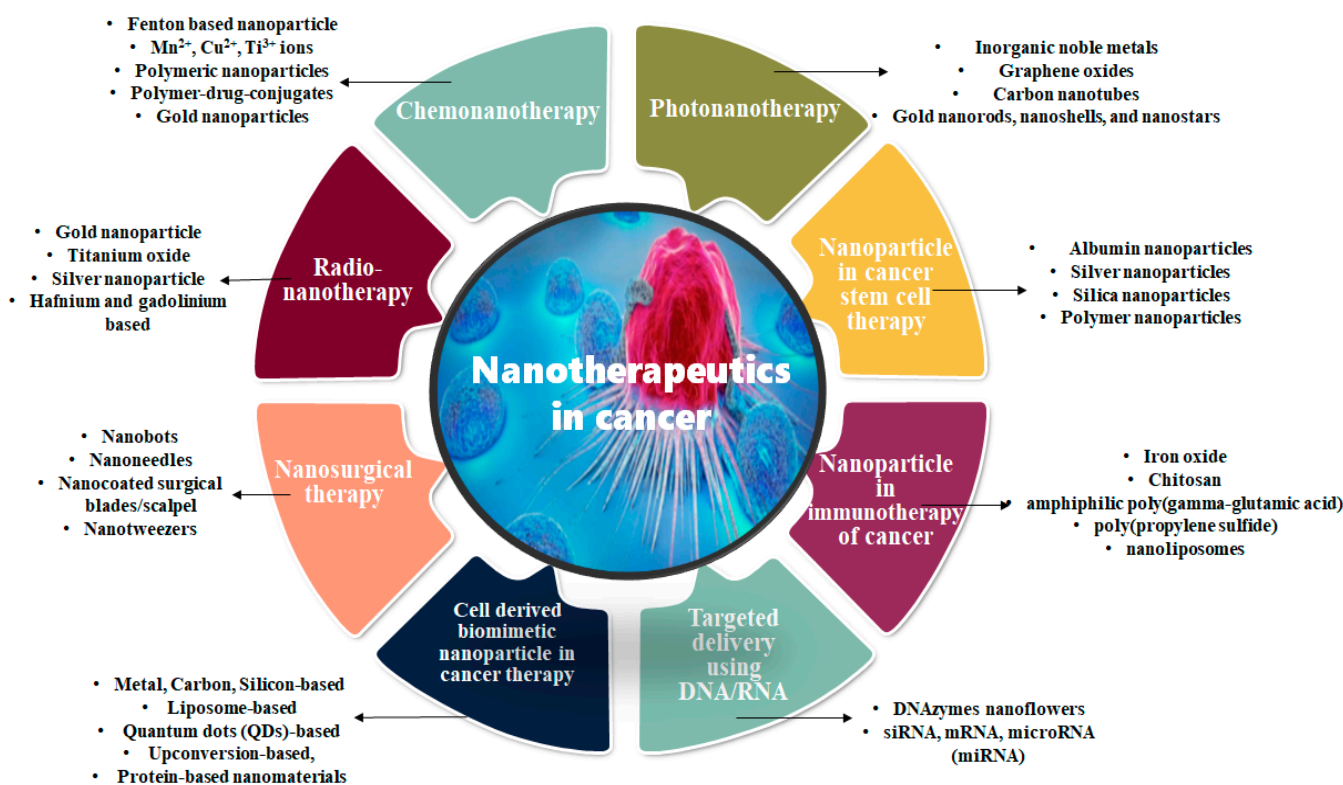 • Fenton based nanoparticle
• Mn²⁺, Cu²⁺, Ti³⁺ ions
• Polymeric nanoparticles
• Polymer-drug-conjugates
• Gold nanoparticles
Chemonanotherapy
Photonanotherapy
• Inorganic noble metals
• Graphene oxides
• Carbon nanotubes
• Gold nanorods, nanoshells, and nanostars
• Gold nanoparticle
• Titanium oxide
• Silver nanoparticle
• Hafnium and gadolinium
based
Radio-
nanotherapy
Nanoparticle
in cancer
stem cell
therapy
• Albumin nanoparticles
• Silver nanoparticles
• Silica nanoparticles
• Polymer nanoparticles
Nanotherapeutics
in cancer
• Nanobots
• Nanoneedles
• Nanocoated surgical
blades/scalpel
• Nanotweezers
Nanosurgical
therapy
Nanoparticle
in
immunotherapy
of cancer
• Iron oxide
• Chitosan
• amphiphilic poly(gamma-glutamic acid)
• poly(propylene sulfide)
• nanoliposomes
Cell derived
biomimetic
nanoparticle in
cancer therapy
Targeted
delivery
using
DNA/RNA
• Metal, Carbon, Silicon-based
• Liposome-based
• Quantum dots (QDs)-based
• Upconversion-based,
• Protein-based nanomaterials
• DNAzymes nanoflowers
• siRNA, mRNA, microRNA
(miRNA)